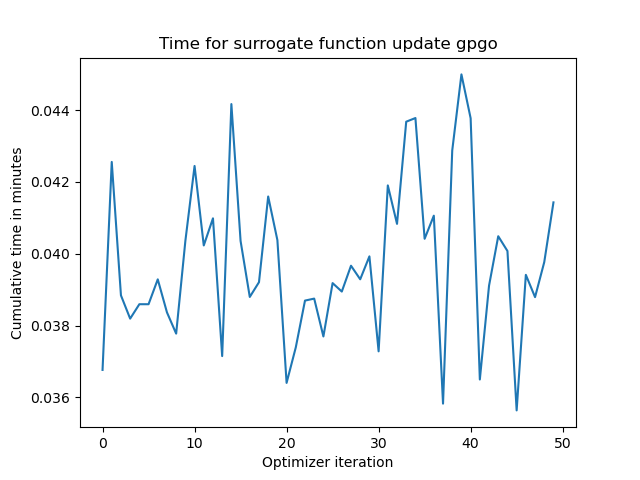 Time for surrogate function update gpgo
Cumulative time in minutes
0.044
0.042
0.040
0.038
0.036
0 10 20 30 40 50
Optimizer iteration